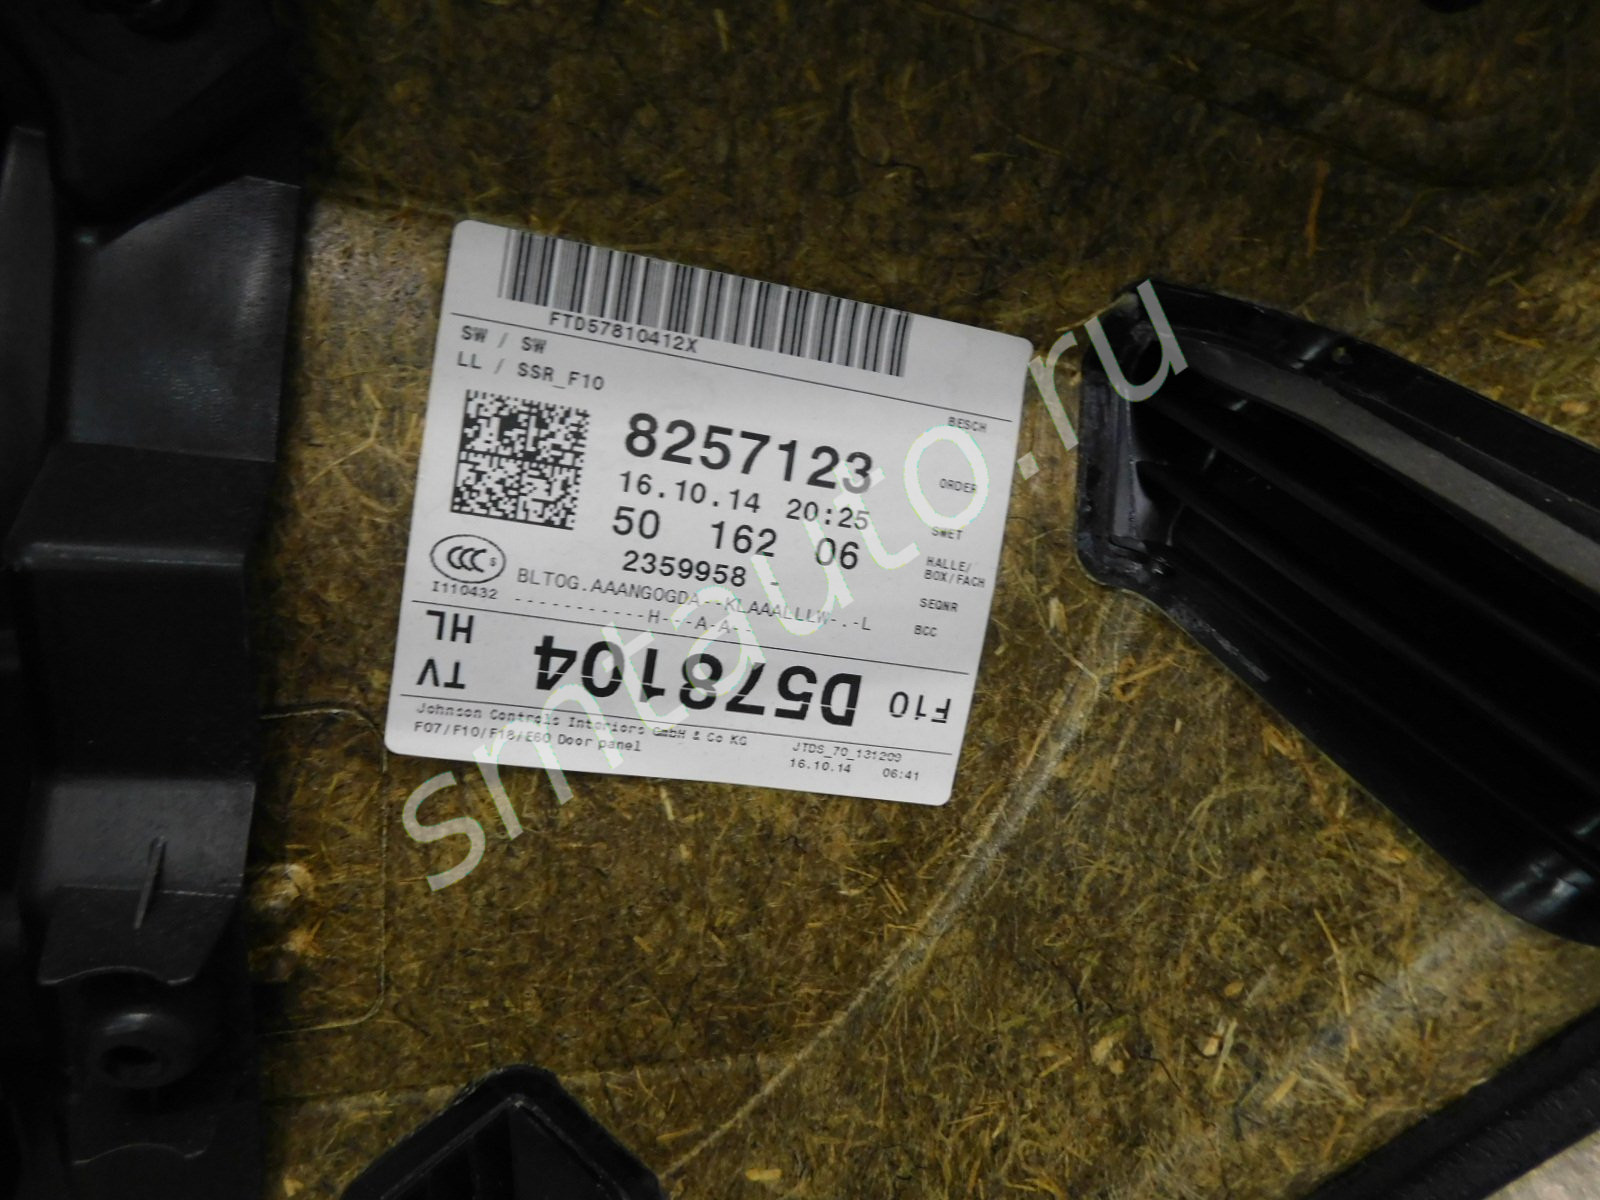 FTD57810412X
SW / SW
LL / SSR_F10
BESCH
8257123
ORDER
16.10.14 20:25
SWET
50 162 06
HALLE/
BOX/FACH
2359958 -
SEQNR
CCC S
I110432
BLTOG.AAANGOGDA--KLAAALLLW-.-L
BCC
-----------H---A-A-
TV
HL
D578104
F10
Johnson Controls Interiors GmbH & Co KG
F07/F10/F18/E60 Door panel
JTDS_70_131209
16.10.14 06:41
smtauto.ru